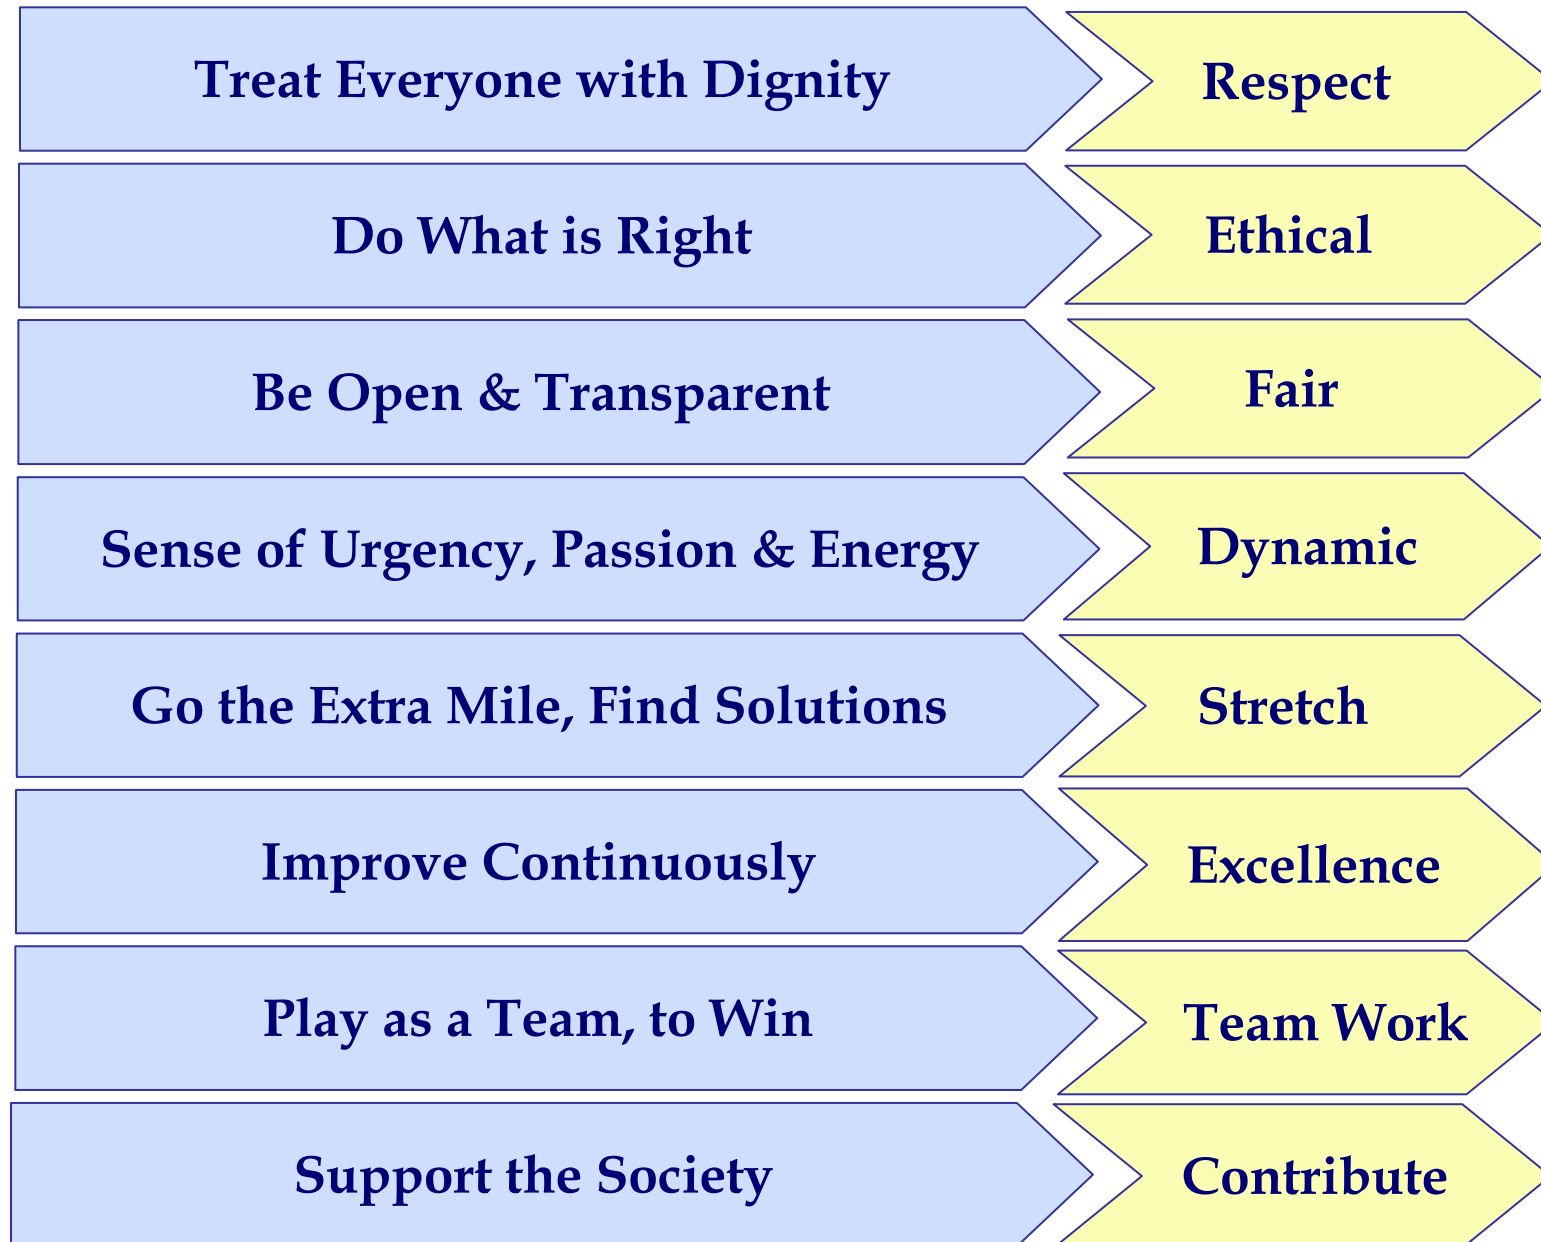 Treat Everyone with Dignity
Respect
Do What is Right
Ethical
Be Open & Transparent
Fair
Sense of Urgency, Passion & Energy
Dynamic
Go the Extra Mile, Find Solutions
Stretch
Improve Continuously
Excellence
Play as a Team, to Win
Team Work
Support the Society
Contribute